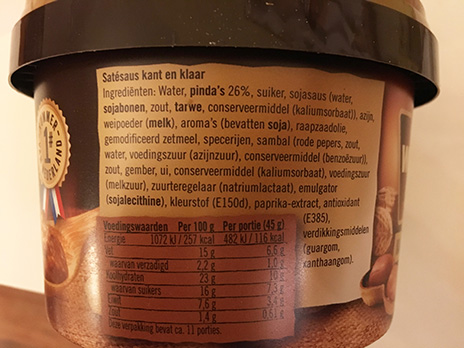 Satésaus kant en klaar
Ingrediënten: Water, pinda's 26%, suiker, sojasaus (water,
sojabonen, zout, tarwe, conserveermiddel (kaliumsorbaat)), azijn,
weipoeder (melk), aroma's (bevatten soja), raapzaadolie,
gemodificeerd zetmeel, specerijen, sambal (rode pepers, zout,
water, voedingszuur (azijnzuur), conserveermiddel (benzoëzuur)),
zout, gember, ui, conserveermiddel (kaliumsorbaat), voedingszuur
(melkzuur), zuurteregelaar (natriumlactaat), emulgator
(sojalecithine), kleurstof (E150d), paprika-extract, antioxidant
(E385),
verdikkingsmiddelen
(guargom,
xanthaangom).
Voedingswaarden Per 100 g Per portie (45 g)
Energie 1072 kJ / 257 kcal 482 kJ / 116 kcal
Vet 15 g 6,6 g
waarvan verzadigd 2,2 g 1,0 g
Koolhydraten 23 g 10 g
waarvan suikers 16 g 7,3 g
Eiwit 7,6 g 3,4 g
Zout 1,4 g 0,61 g
Deze verpakking bevat ca. 11 porties.
1#